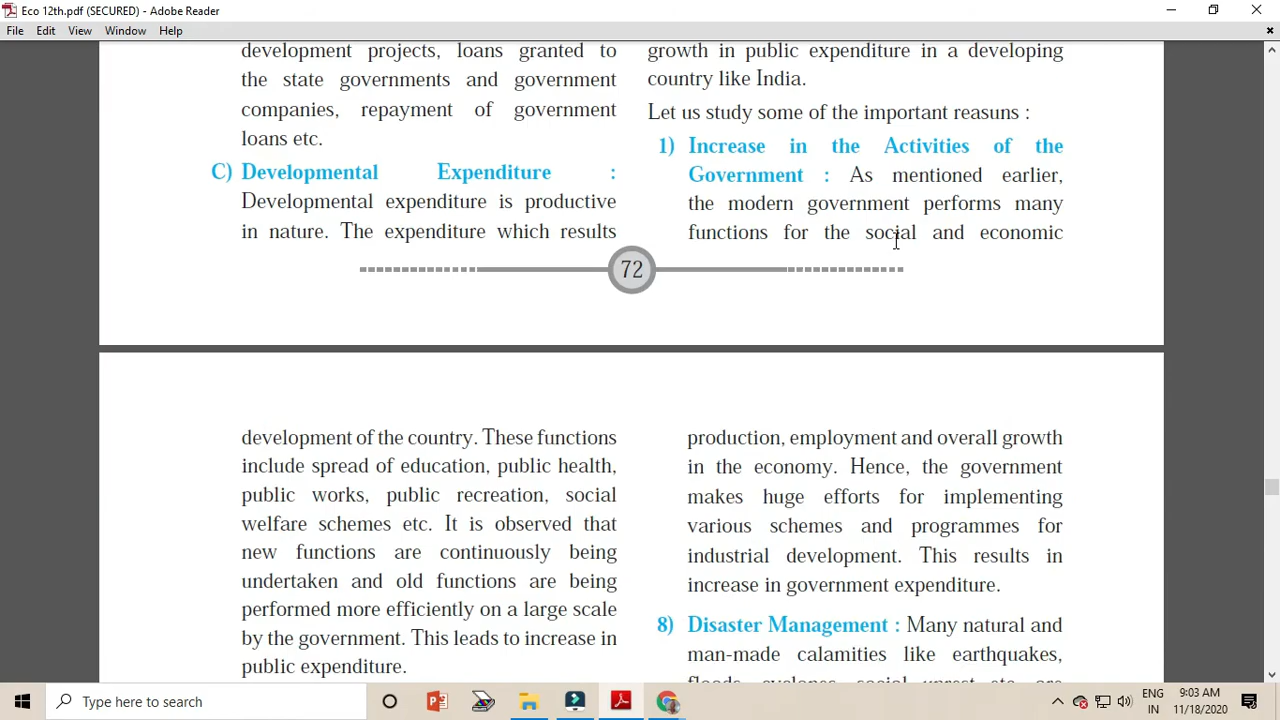 Eco 12th.pdf (SECURED) - Adobe Reader
File Edit View Window Help
development projects, loans granted to
the state governments and government
companies, repayment of government
loans etc.
C) Developmental Expenditure :
Developmental expenditure is productive
in nature. The expenditure which results
growth in public expenditure in a developing
country like India.
Let us study some of the important reasuns :
1) Increase in the Activities of the
Government : As mentioned earlier,
the modern government performs many
functions for the social and economic
72
development of the country. These functions
include spread of education, public health,
public works, public recreation, social
welfare schemes etc. It is observed that
new functions are continuously being
undertaken and old functions are being
performed more efficiently on a large scale
by the government. This leads to increase in
public expenditure.
production, employment and overall growth
in the economy. Hence, the government
makes huge efforts for implementing
various schemes and programmes for
industrial development. This results in
increase in government expenditure.
8) Disaster Management : Many natural and
man-made calamities like earthquakes,
floods, cyclones, social unrest etc. are
Type here to search
ENG
IN
9:03 AM
11/18/2020